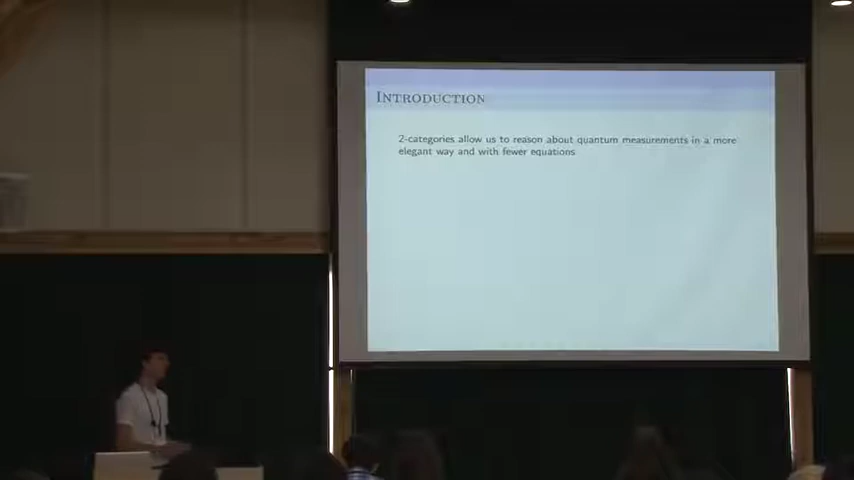 INTRODUCTION
2-categories allow us to reason about quantum measurements in a more
elegant way and with fewer equations